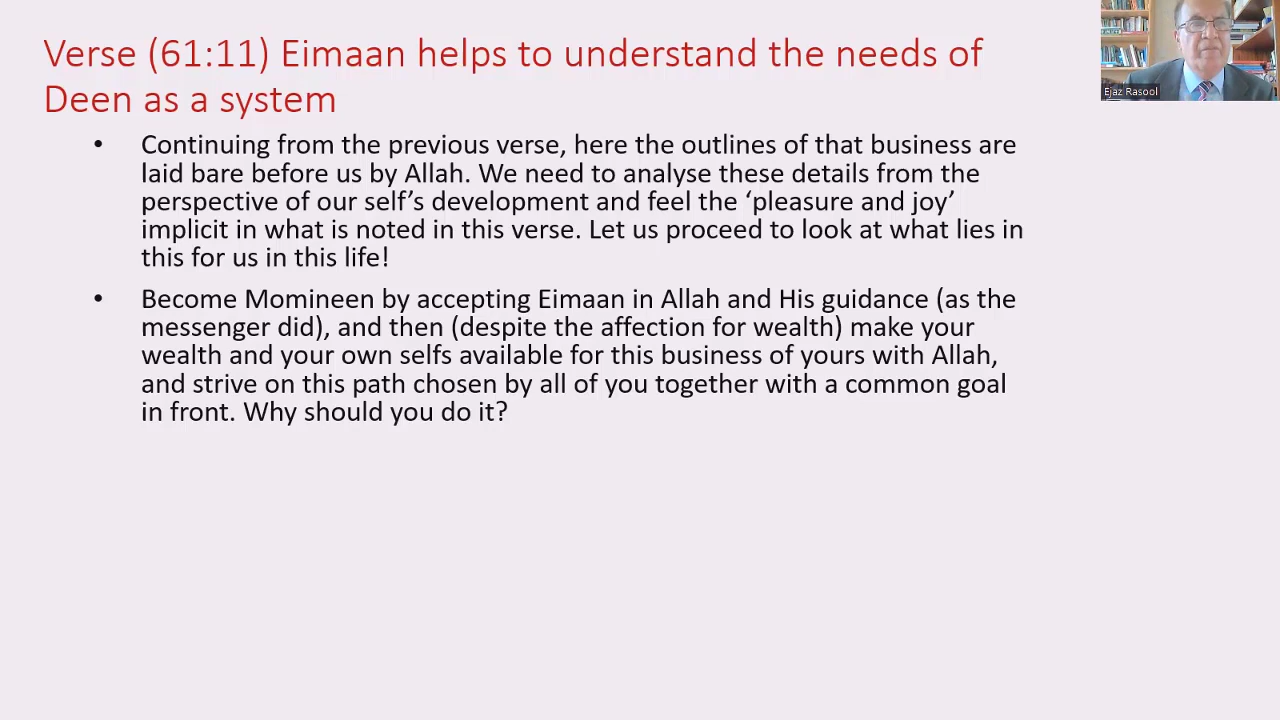 Verse (61:11) Eimaan helps to understand the needs of
Deen as a system
• Continuing from the previous verse, here the outlines of that business are
laid bare before us by Allah. We need to analyse these details from the
perspective of our self’s development and feel the ‘pleasure and joy’
implicit in what is noted in this verse. Let us proceed to look at what lies in
this for us in this life!
• Become Momineen by accepting Eimaan in Allah and His guidance (as the
messenger did), and then (despite the affection for wealth) make your
wealth and your own selfs available for this business of yours with Allah,
and strive on this path chosen by all of you together with a common goal
in front. Why should you do it?
Ejaz Rasool